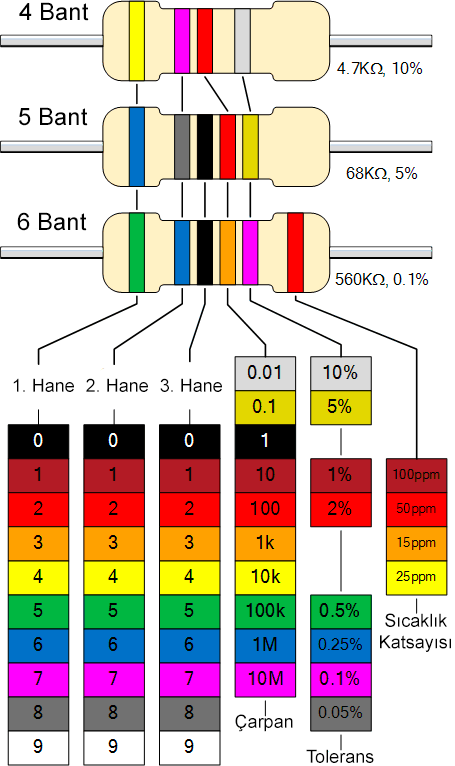 4 Bant
4.7KΩ, 10%
5 Bant
68KΩ, 5%
6 Bant
560KΩ, 0.1%
1. Hane 2. Hane 3. Hane 0.01 10%
0.1 5%
0 0 0 1
1 1 1 10 1% 100ppm
2 2 2 100 2% 50ppm
3 3 3 1k 15ppm
4 4 4 10k 25ppm
5 5 5 100k 0.5% Sıcaklık
6 6 6 1M 0.25% Katsayısı
7 7 7 10M 0.1%
8 8 8 Çarpan 0.05%
9 9 9 Tolerans